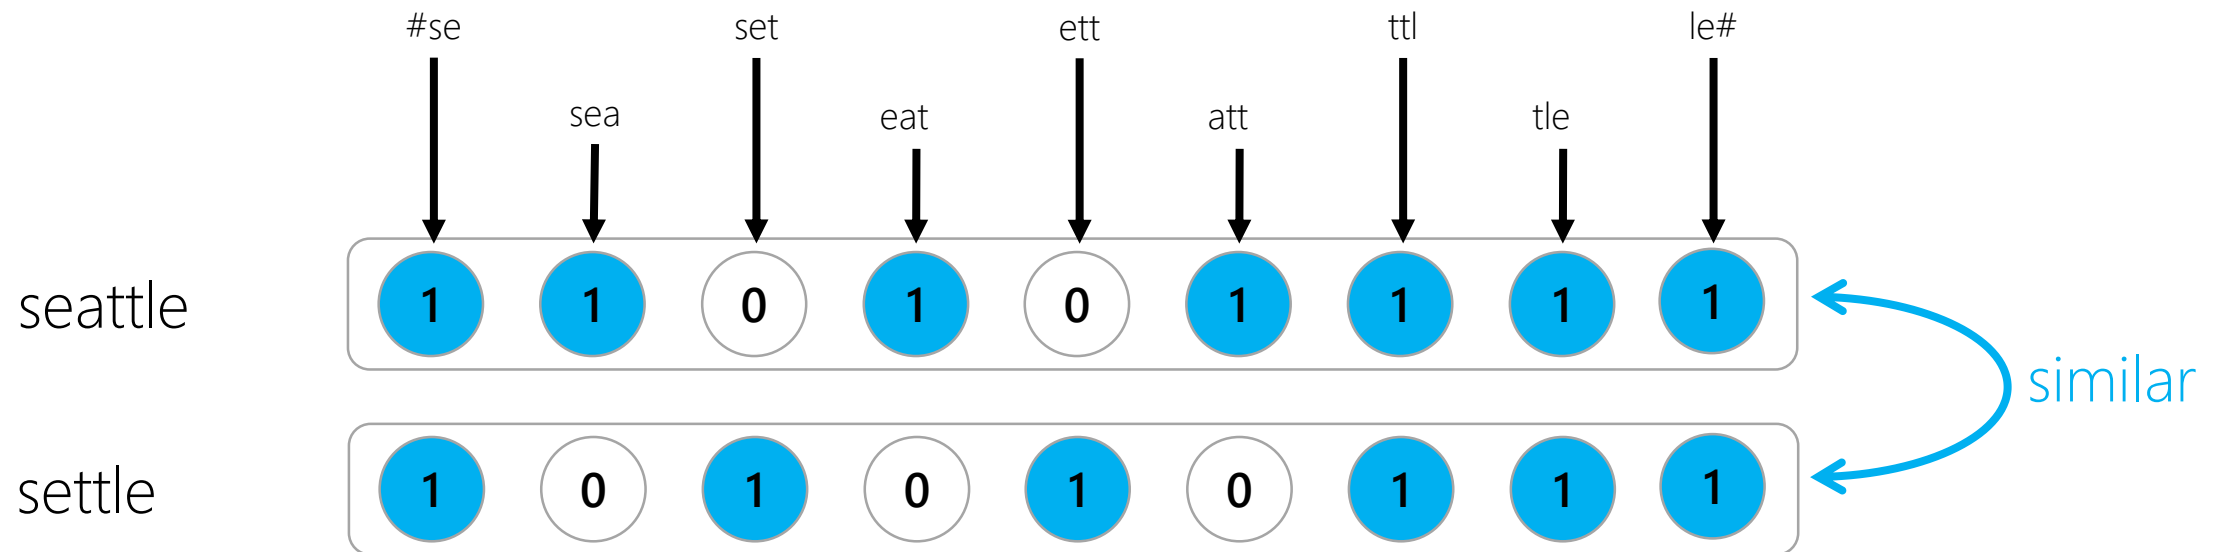 #se set ett ttl le#
sea eat att tle
seattle 1 1 0 1 0 1 1 1 1
similar
settle 1 0 1 0 1 0 1 1 1